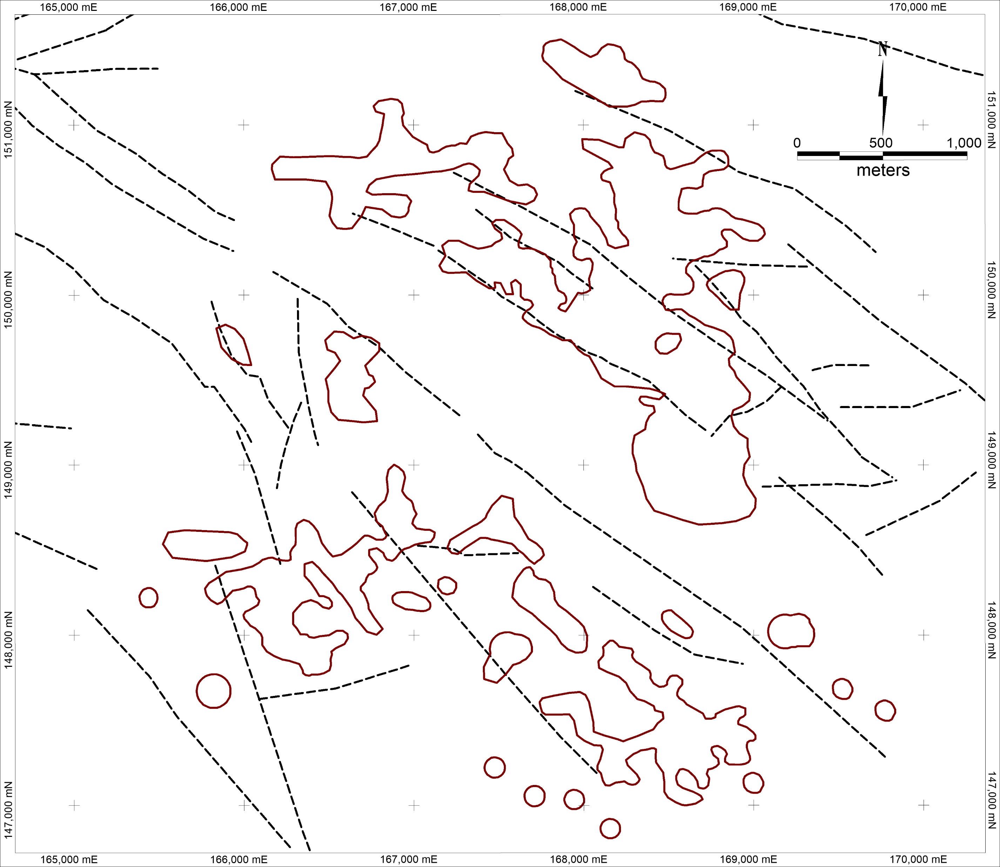 165,000 mE
166,000 mE
167,000 mE
168,000 mE
169,000 mE
170,000 mE
N
151,000 mN
151,000 mN
0
500
1,000
meters
150,000 mN
150,000 mN
149,000 mN
149,000 mN
148,000 mN
148,000 mN
147,000 mN
147,000 mN
165,000 mE
166,000 mE
167,000 mE
168,000 mE
169,000 mE
170,000 mE